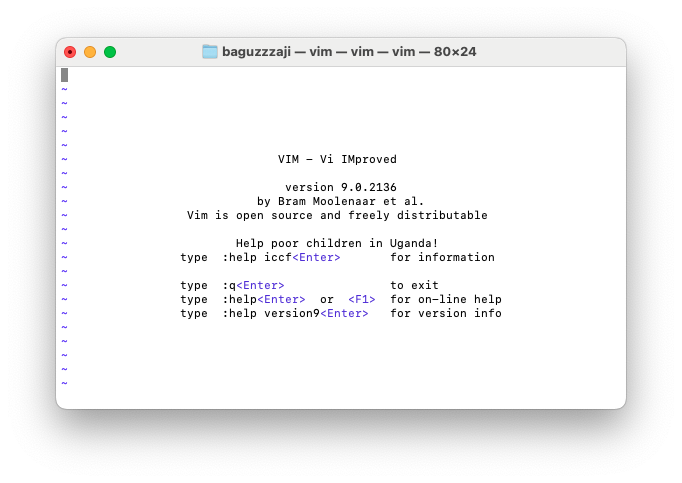 baguzzzaji — vim — vim — vim — 80×24
~
~
~
~
~
~ VIM – Vi IMproved
~
~ version 9.0.2136
~ by Bram Moolenaar et al.
~ Vim is open source and freely distributable
~
~ Help poor children in Uganda!
~ type :help iccf<Enter> for information
~
~ type :q<Enter> to exit
~ type :help<Enter> or <F1> for on–line help
~ type :help version9<Enter> for version info
~
~
~
~
~